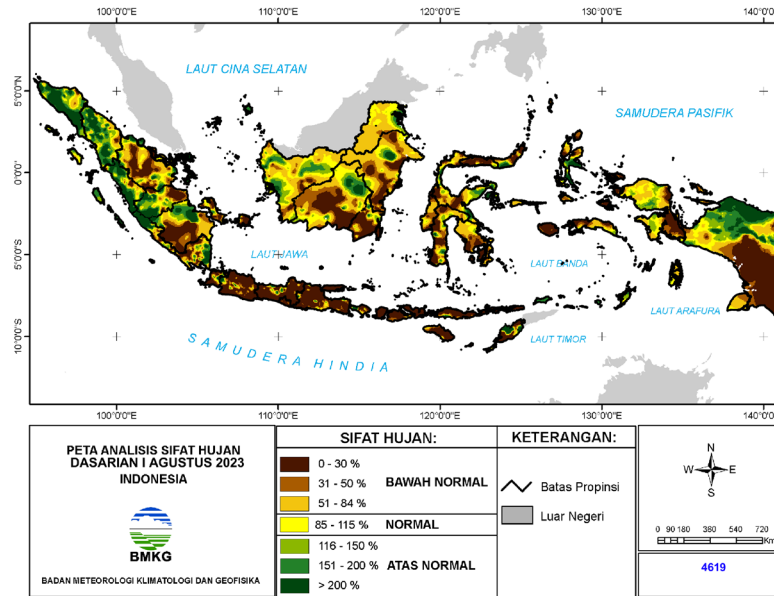 100°0'0"E 110°0'0"E 120°0'0"E 130°0'0"E 140°0'
5°0'0"N
0°0'0"
5°0'0"S
10°0'0"S
LAUT CINA SELATAN
SAMUDERA PASIFIK
LAUT JAWA
LAUT BANDA
LAUT ARAFURA
LAUT TIMOR
SAMUDERA HINDIA
100°0'0"E 110°0'0"E 120°0'0"E 130°0'0"E 140°0'
PETA ANALISIS SIFAT HUJAN
DASARIAN I AGUSTUS 2023
INDONESIA
BMKG
BADAN METEOROLOGI KLIMATOLOGI DAN GEOFISIKA
SIFAT HUJAN:
0 - 30 %
31 - 50 % BAWAH NORMAL
51 - 84 %
85 - 115 % NORMAL
116 - 150 %
151 - 200 % ATAS NORMAL
> 200 %
KETERANGAN:
Batas Propinsi
Luar Negeri
N
W E
S
0 90 180 360 540 720
Km
4619